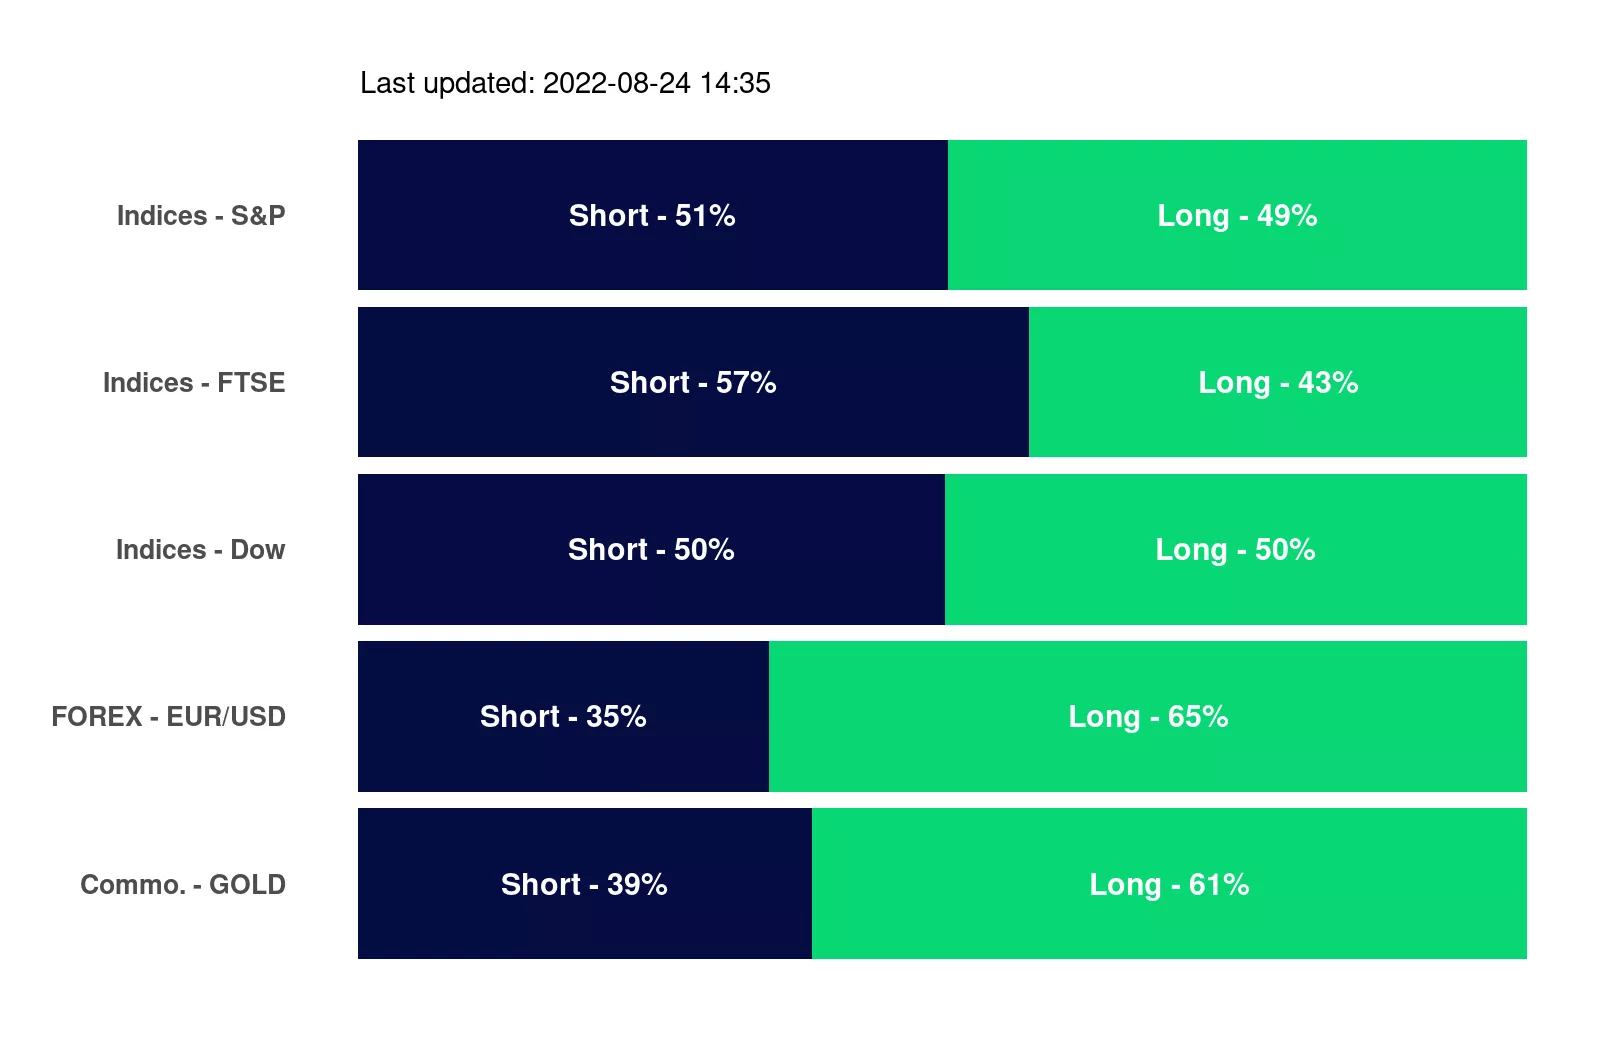 Last updated: 2022-08-24 14:35
Indices - S&P Short - 51% Long - 49%
Indices - FTSE Short - 57% Long - 43%
Indices - Dow Short - 50% Long - 50%
FOREX - EUR/USD Short - 35% Long - 65%
Commo. - GOLD Short - 39% Long - 61%